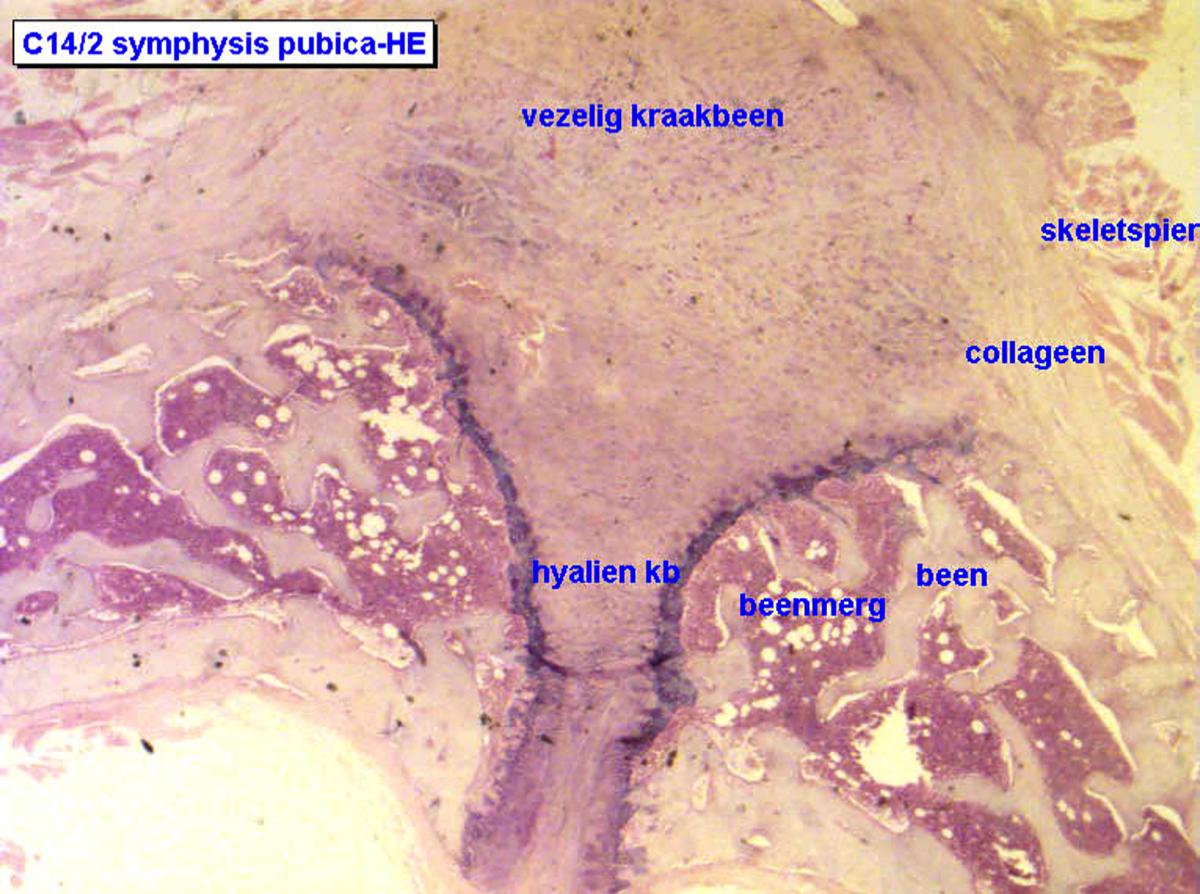 C14/2 symphysis pubica-HE
vezelig kraakbeen
skeletspier
collageen
hyalien kb
been
beenmerg